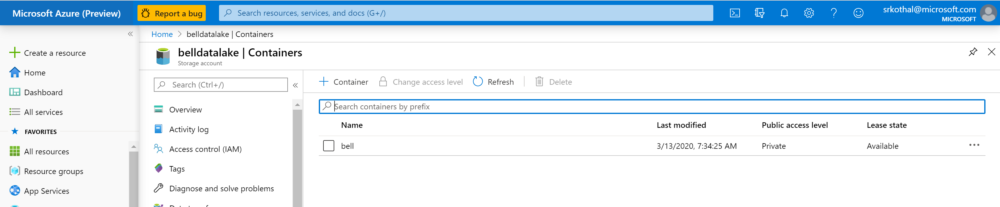 Microsoft Azure (Preview)
Report a bug
Search resources, services, and docs (G+/)
srkothal@microsoft.com
MICROSOFT
Home > belldatalake | Containers
belldatalake | Containers
Storage account
Create a resource
Home
Dashboard
All services
FAVORITES
All resources
Resource groups
App Services
Search (Ctrl+/)
Overview
Activity log
Access control (IAM)
Tags
Diagnose and solve problems
Container
Change access level
Refresh
Delete
Search containers by prefix
Name Last modified Public access level Lease state
bell 3/13/2020, 7:34:25 AM Private Available